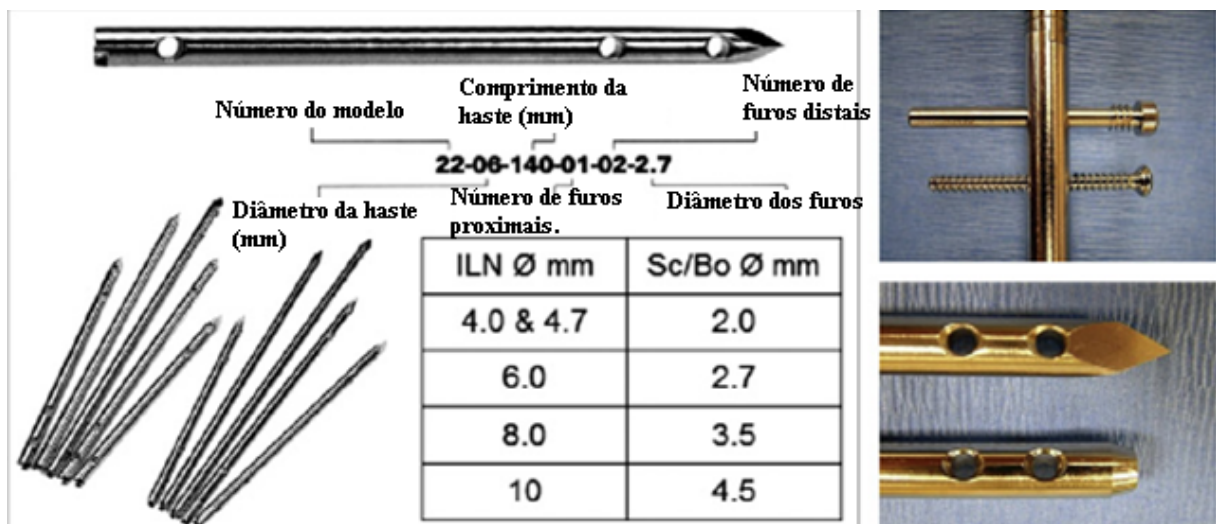 Número do modelo
Comprimento da
haste (mm)
Número de
furos distais
22-06-140-01-02-2.7
Diâmetro da haste
(mm)
Número de furos
proximais.
Diâmetro dos furos
ILN Ø mm Sc/Bo Ø mm
4.0 & 4.7 2.0
6.0 2.7
8.0 3.5
10 4.5